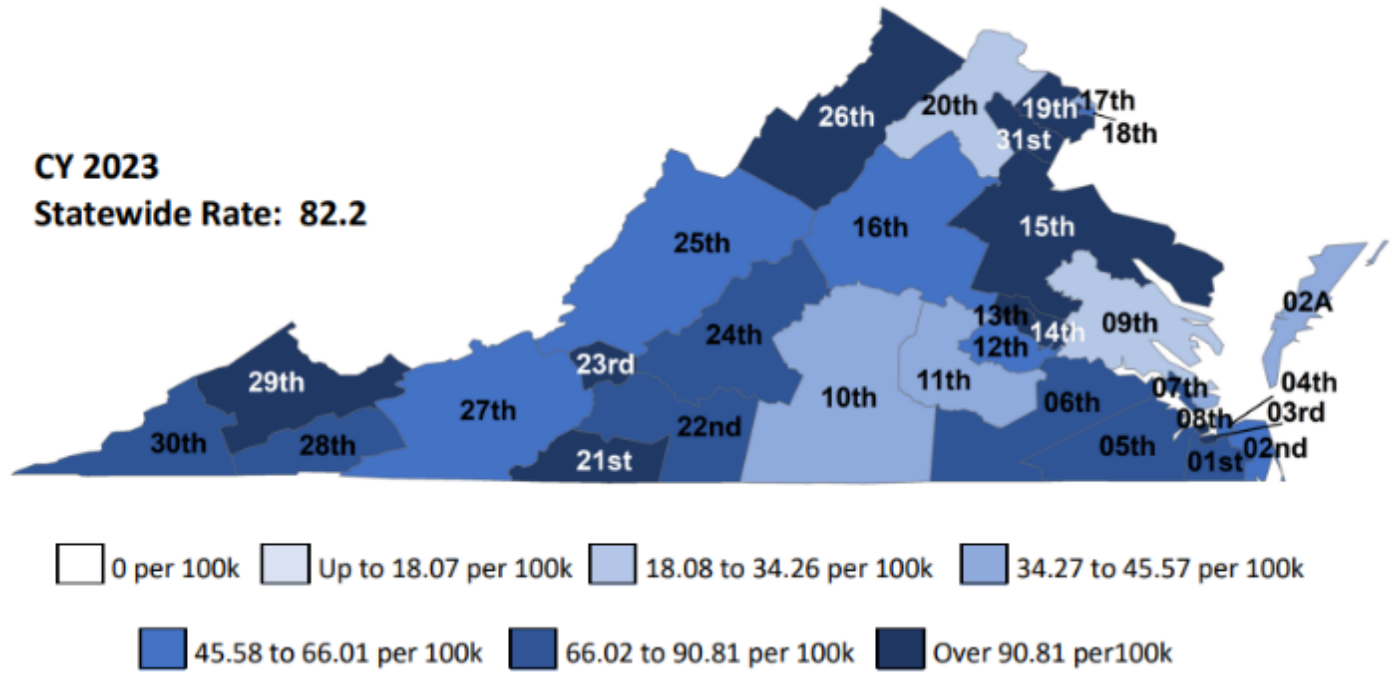 CY 2023
Statewide Rate: 82.2
26th
20th
19th
17th
18th
31st
25th
16th
15th
02A
24th
13th
14th
09th
12th
23rd
29th
11th
10th
27th
07th
04th
06th
08th
03rd
22nd
30th
28th
05th
02nd
21st
01st
0 per 100k
Up to 18.07 per 100k
18.08 to 34.26 per 100k
34.27 to 45.57 per 100k
45.58 to 66.01 per 100k
66.02 to 90.81 per 100k
Over 90.81 per100k